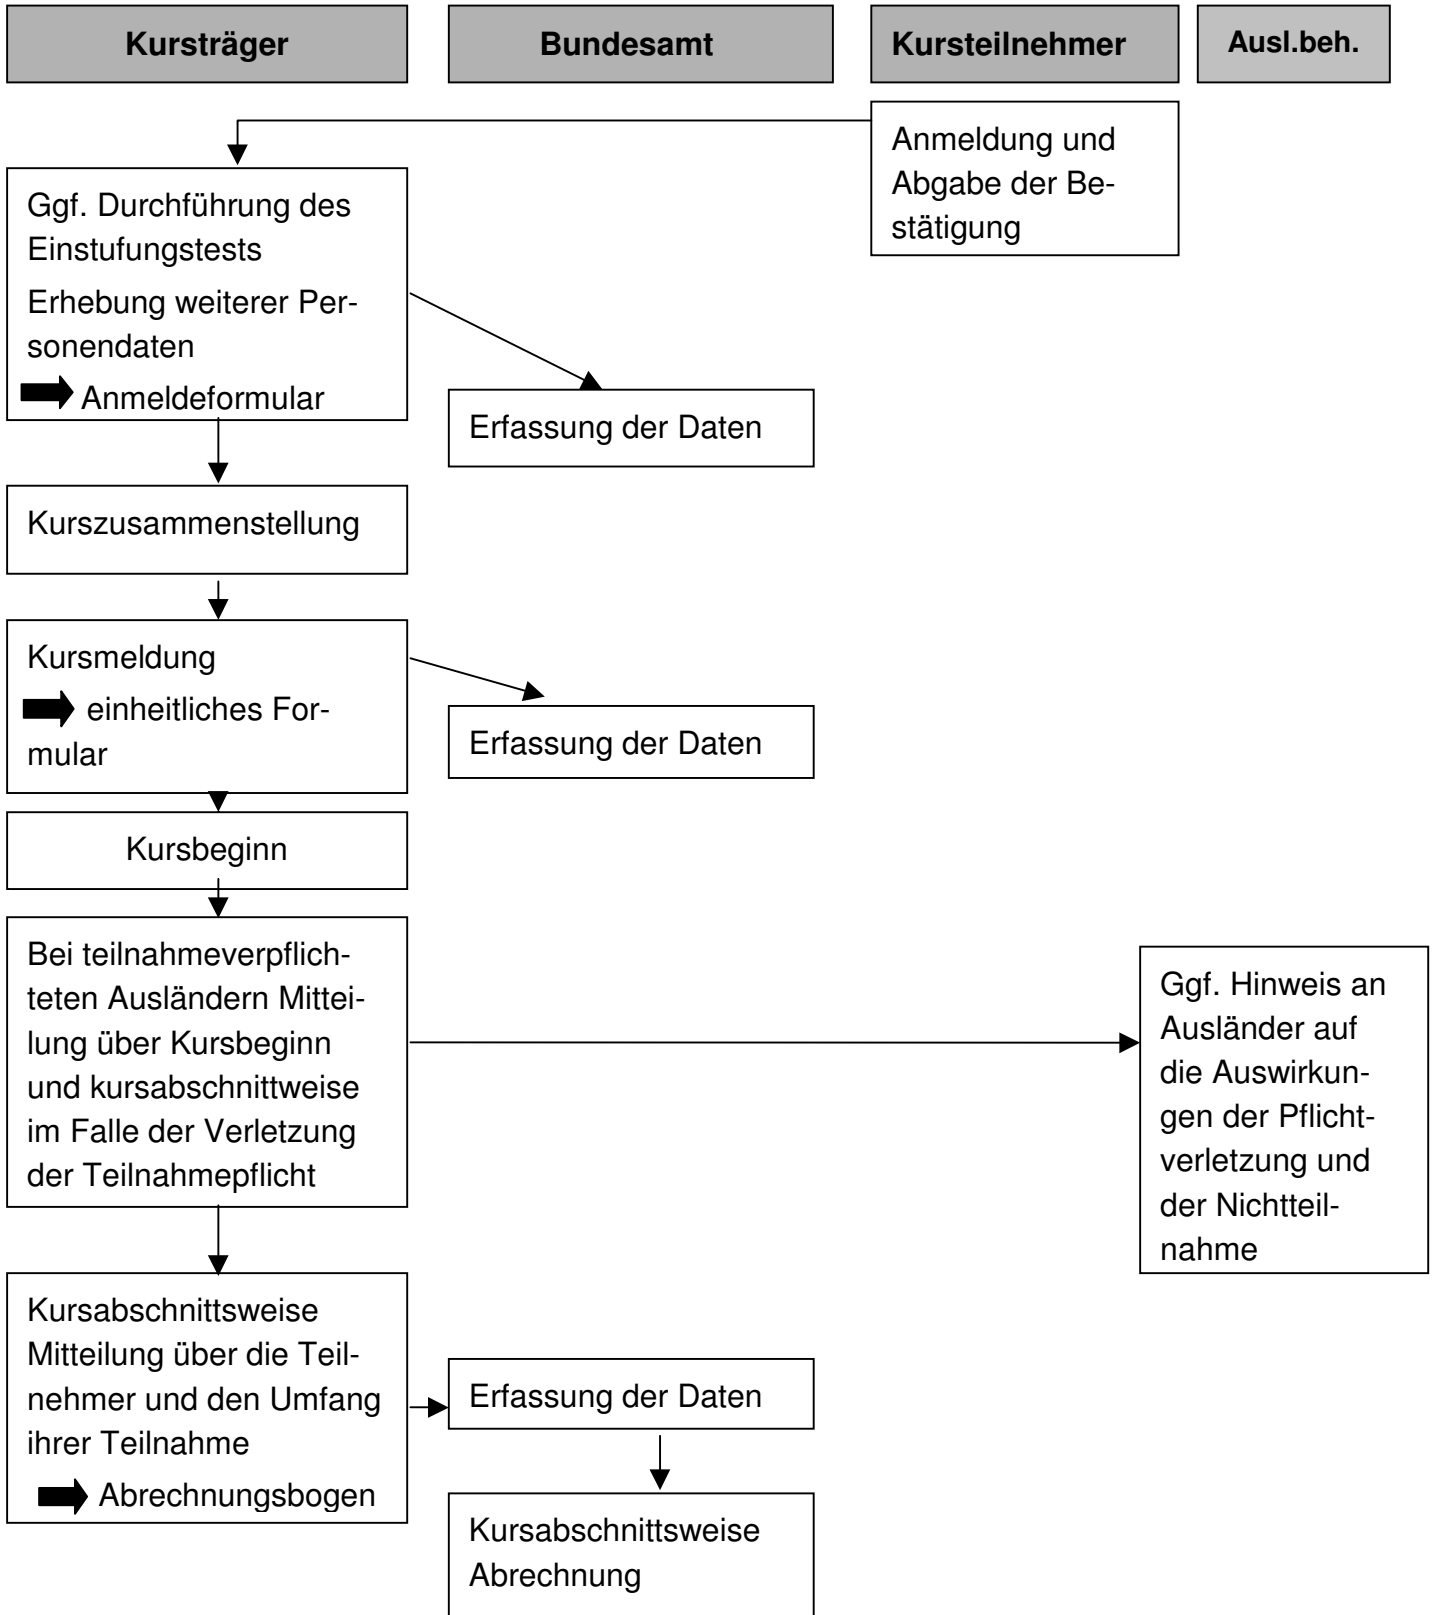 Kursträger
Bundesamt
Kursteilnehmer
Ausl.beh.
Anmeldung und
Abgabe der Be-
stätigung
Ggf. Durchführung des
Einstufungstests
Erhebung weiterer Per-
sonendaten
Anmeldeformular
Erfassung der Daten
Kurszusammenstellung
Kursmeldung
einheitliches For-
mular
Erfassung der Daten
Kursbeginn
Bei teilnahmeverpflich-
teten Ausländern Mittei-
lung über Kursbeginn
und kursabschnittweise
im Falle der Verletzung
der Teilnahmepflicht
Ggf. Hinweis an
Ausländer auf
die Auswirkun-
gen der Pflicht-
verletzung und
der Nichtteil-
nahme
Kursabschnittsweise
Mitteilung über die Teil-
nehmer und den Umfang
ihrer Teilnahme
Abrechnungsbogen
Erfassung der Daten
Kursabschnittsweise
Abrechnung